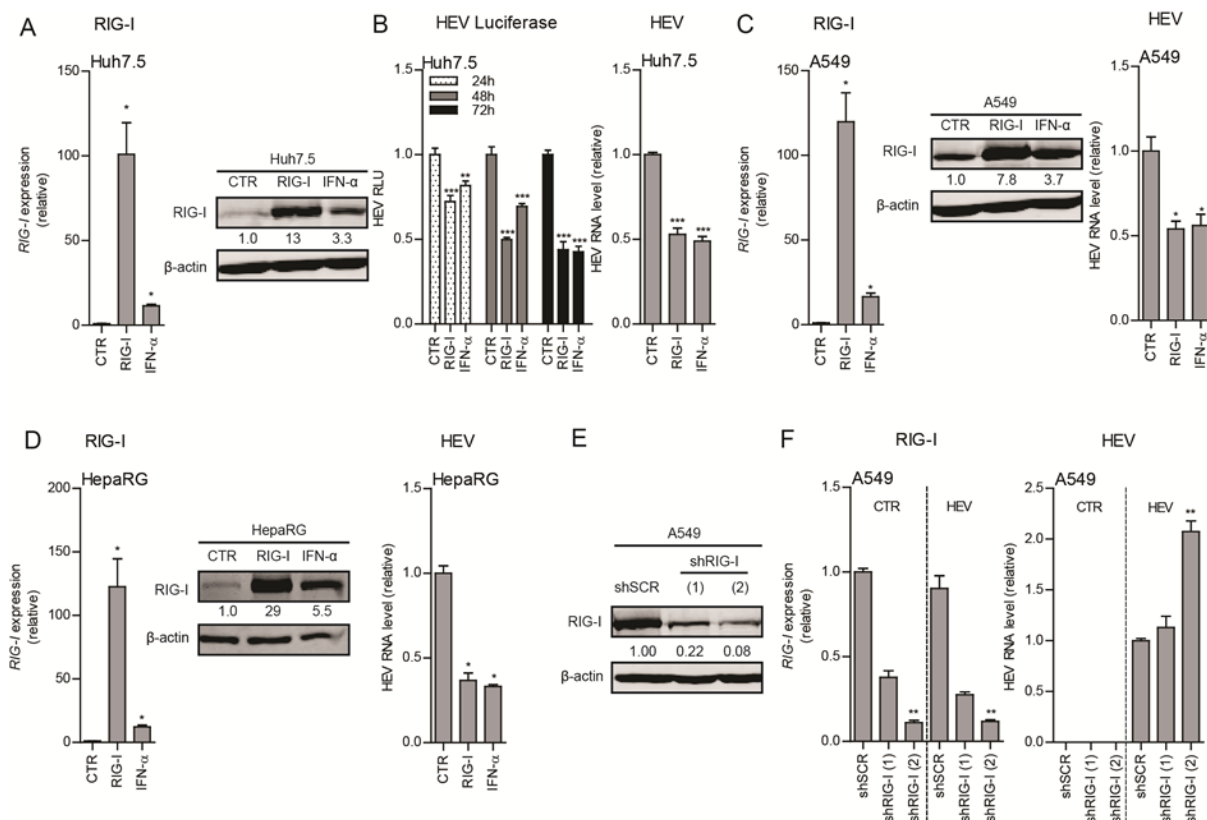 A
RIG-I
Huh7.5
150
100
50
0
RIG-I expression
(relative)
*
*
CTR
RIG-I
IFN-α
Huh7.5
CTR RIG-I IFN-α
RIG-I
1.0 13 3.3
β-actin
B
HEV Luciferase
Huh7.5
24h
48h
72h
1.5
1.0
0.5
0.0
HEV RLU
*** **
*** ***
*** ***
CTR
RIG-I
IFN-α
CTR
RIG-I
IFN-α
CTR
RIG-I
IFN-α
HEV
Huh7.5
1.5
1.0
0.5
0.0
HEV RNA level (relative)
*** ***
CTR
RIG-I
IFN-α
C
RIG-I
A549
150
100
50
0
RIG-I expression
(relative)
*
*
CTR
RIG-I
IFN-α
A549
CTR RIG-I IFN-α
RIG-I
1.0 7.8 3.7
β-actin
HEV
A549
1.5
1.0
0.5
0.0
HEV RNA level (relative)
* *
CTR
RIG-I
IFN-α
D
RIG-I
HepaRG
200
150
100
50
0
RIG-I expression
(relative)
*
*
CTR
RIG-I
IFN-α
HepaRG
CTR RIG-I IFN-α
RIG-I
1.0 29 5.5
β-actin
HEV
HepaRG
1.5
1.0
0.5
0.0
HEV RNA level (relative)
* *
CTR
RIG-I
IFN-α
E
A549
shRIG-I
shSCR (1) (2)
RIG-I
1.00 0.22 0.08
β-actin
F
RIG-I
A549
CTR HEV
1.5
1.0
0.5
0.0
RIG-I expression
(relative)
** **
shSCR
shRIG-I (1)
shRIG-I (2)
shSCR
shRIG-I (1)
shRIG-I (2)
HEV
A549
CTR HEV
2.5
2.0
1.5
1.0
0.5
0.0
HEV RNA level (relative)
**
shSCR
shRIG-I (1)
shRIG-I (2)
shSCR
shRIG-I (1)
shRIG-I (2)